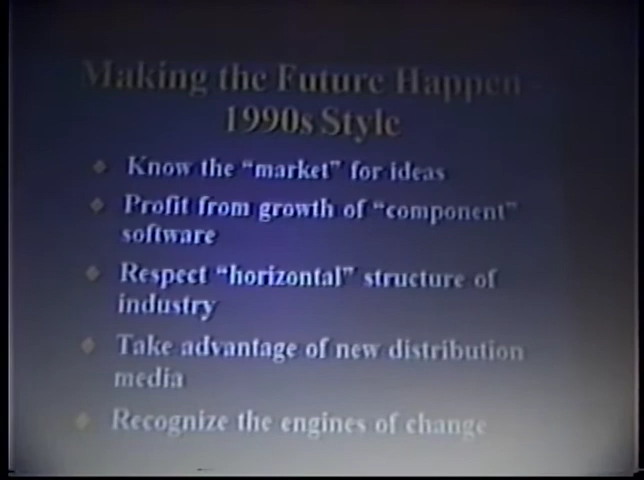 Making the Future Happen -
1990s Style
Know the “market” for ideas
Profit from growth of “component”
software
Respect “horizontal” structure of
industry
Take advantage of new distribution
media
Recognize the engines of change